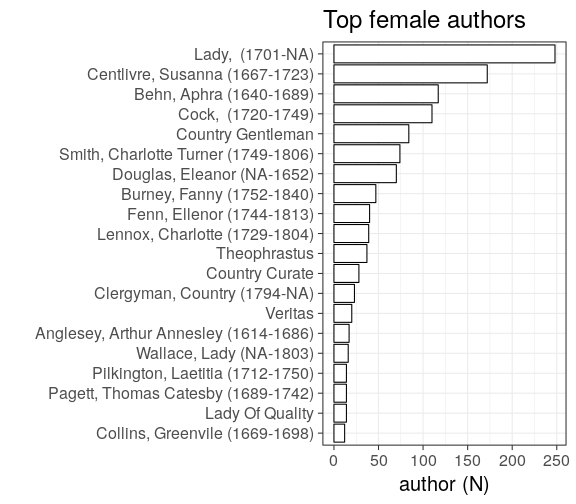 Top female authors
Lady,  (1701-NA)
Centlivre, Susanna (1667-1723)
Behn, Aphra (1640-1689)
Cock,  (1720-1749)
Country Gentleman
Smith, Charlotte Turner (1749-1806)
Douglas, Eleanor (NA-1652)
Burney, Fanny (1752-1840)
Fenn, Ellenor (1744-1813)
Lennox, Charlotte (1729-1804)
Theophrastus
Country Curate
Clergyman, Country (1794-NA)
Veritas
Anglesey, Arthur Annesley (1614-1686)
Wallace, Lady (NA-1803)
Pilkington, Laetitia (1712-1750)
Pagett, Thomas Catesby (1689-1742)
Lady Of Quality
Collins, Greenvile (1669-1698)
0 50 100 150 200 250
author (N)